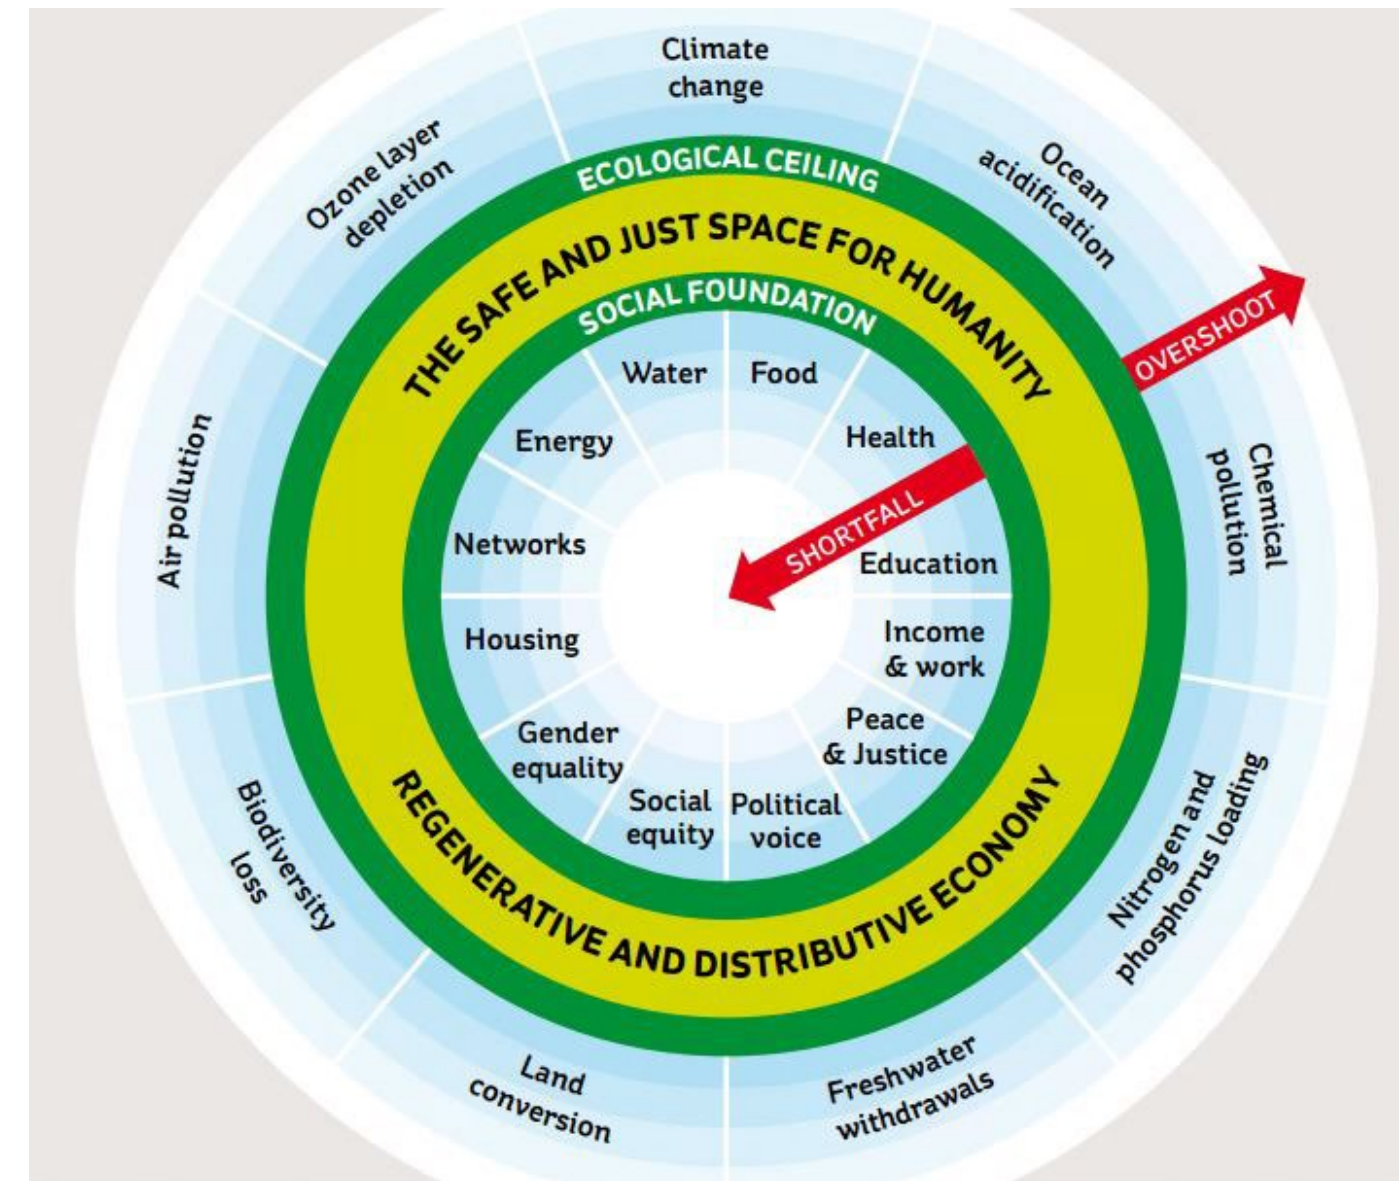 Climate
change
Ocean
acidification
OVERSHOOT
Chemical
pollution
Nitrogen and
phosphorus loading
Freshwater
withdrawals
Land
conversion
Biodiversity
loss
Air pollution
Ozone layer
depletion
ECOLOGICAL CEILING
THE SAFE AND JUST SPACE FOR HUMANITY
SOCIAL FOUNDATION
Water
Food
Health
SHORTFALL
Education
Income
& work
Peace
& Justice
Political
voice
Social
equity
Gender
equality
Housing
Networks
Energy
REGENERATIVE AND DISTRIBUTIVE ECONOMY